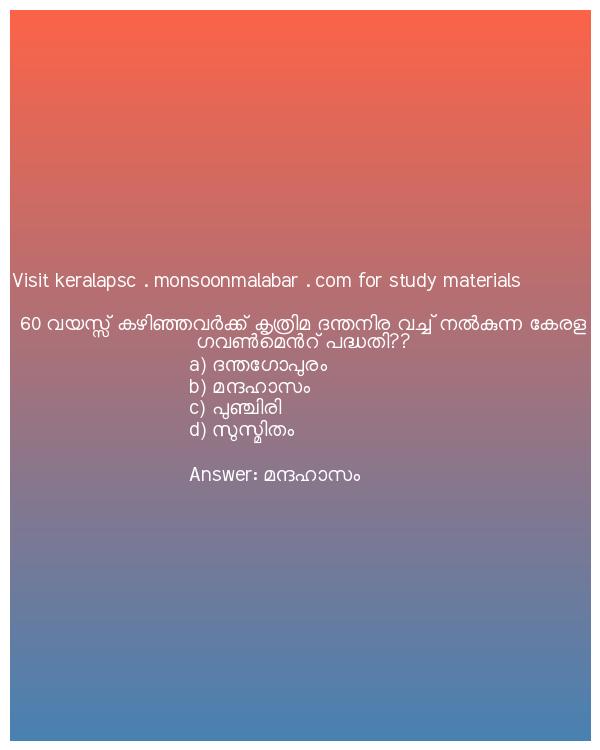 Visit keralapsc . monsoonmalabar . com for study materials
60 വയസ്സ് കഴിഞ്ഞവർക്ക് കൃത്രിമ ദന്തനിര വച്ച് നൽകുന്ന കേരള
ഗവൺമെൻറ് പദ്ധതി??
a) ദന്തഗോപുരം
b) മന്ദഹാസം
c) പുഞ്ചിരി
d) സുസ്മിതം
Answer: മന്ദഹാസം